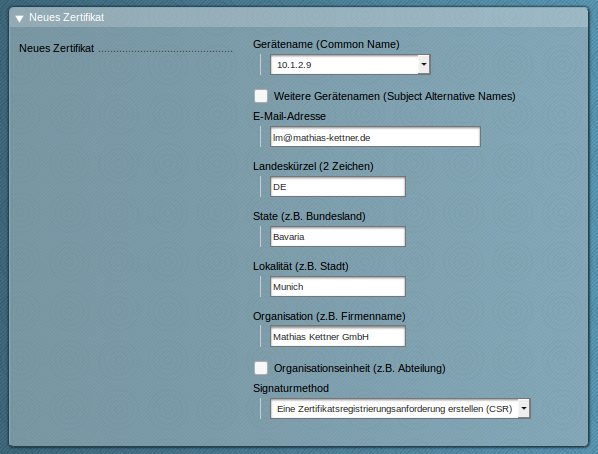 Neues Zertifikat
Neues Zertifikat
Gerätename (Common Name)
10.1.2.9
Weitere Gerätenamen (Subject Alternative Names)
E-Mail-Adresse
lm@mathias-kettner.de
Landeskürzel (2 Zeichen)
DE
State (z.B. Bundesland)
Bavaria
Lokalität (z.B. Stadt)
Munich
Organisation (z.B. Firmenname)
Mathias Kettner GmbH
Organisationseinheit (z.B. Abteilung)
Signaturmethod
Eine Zertifikatsregistrierungsanforderung erstellen (CSR)